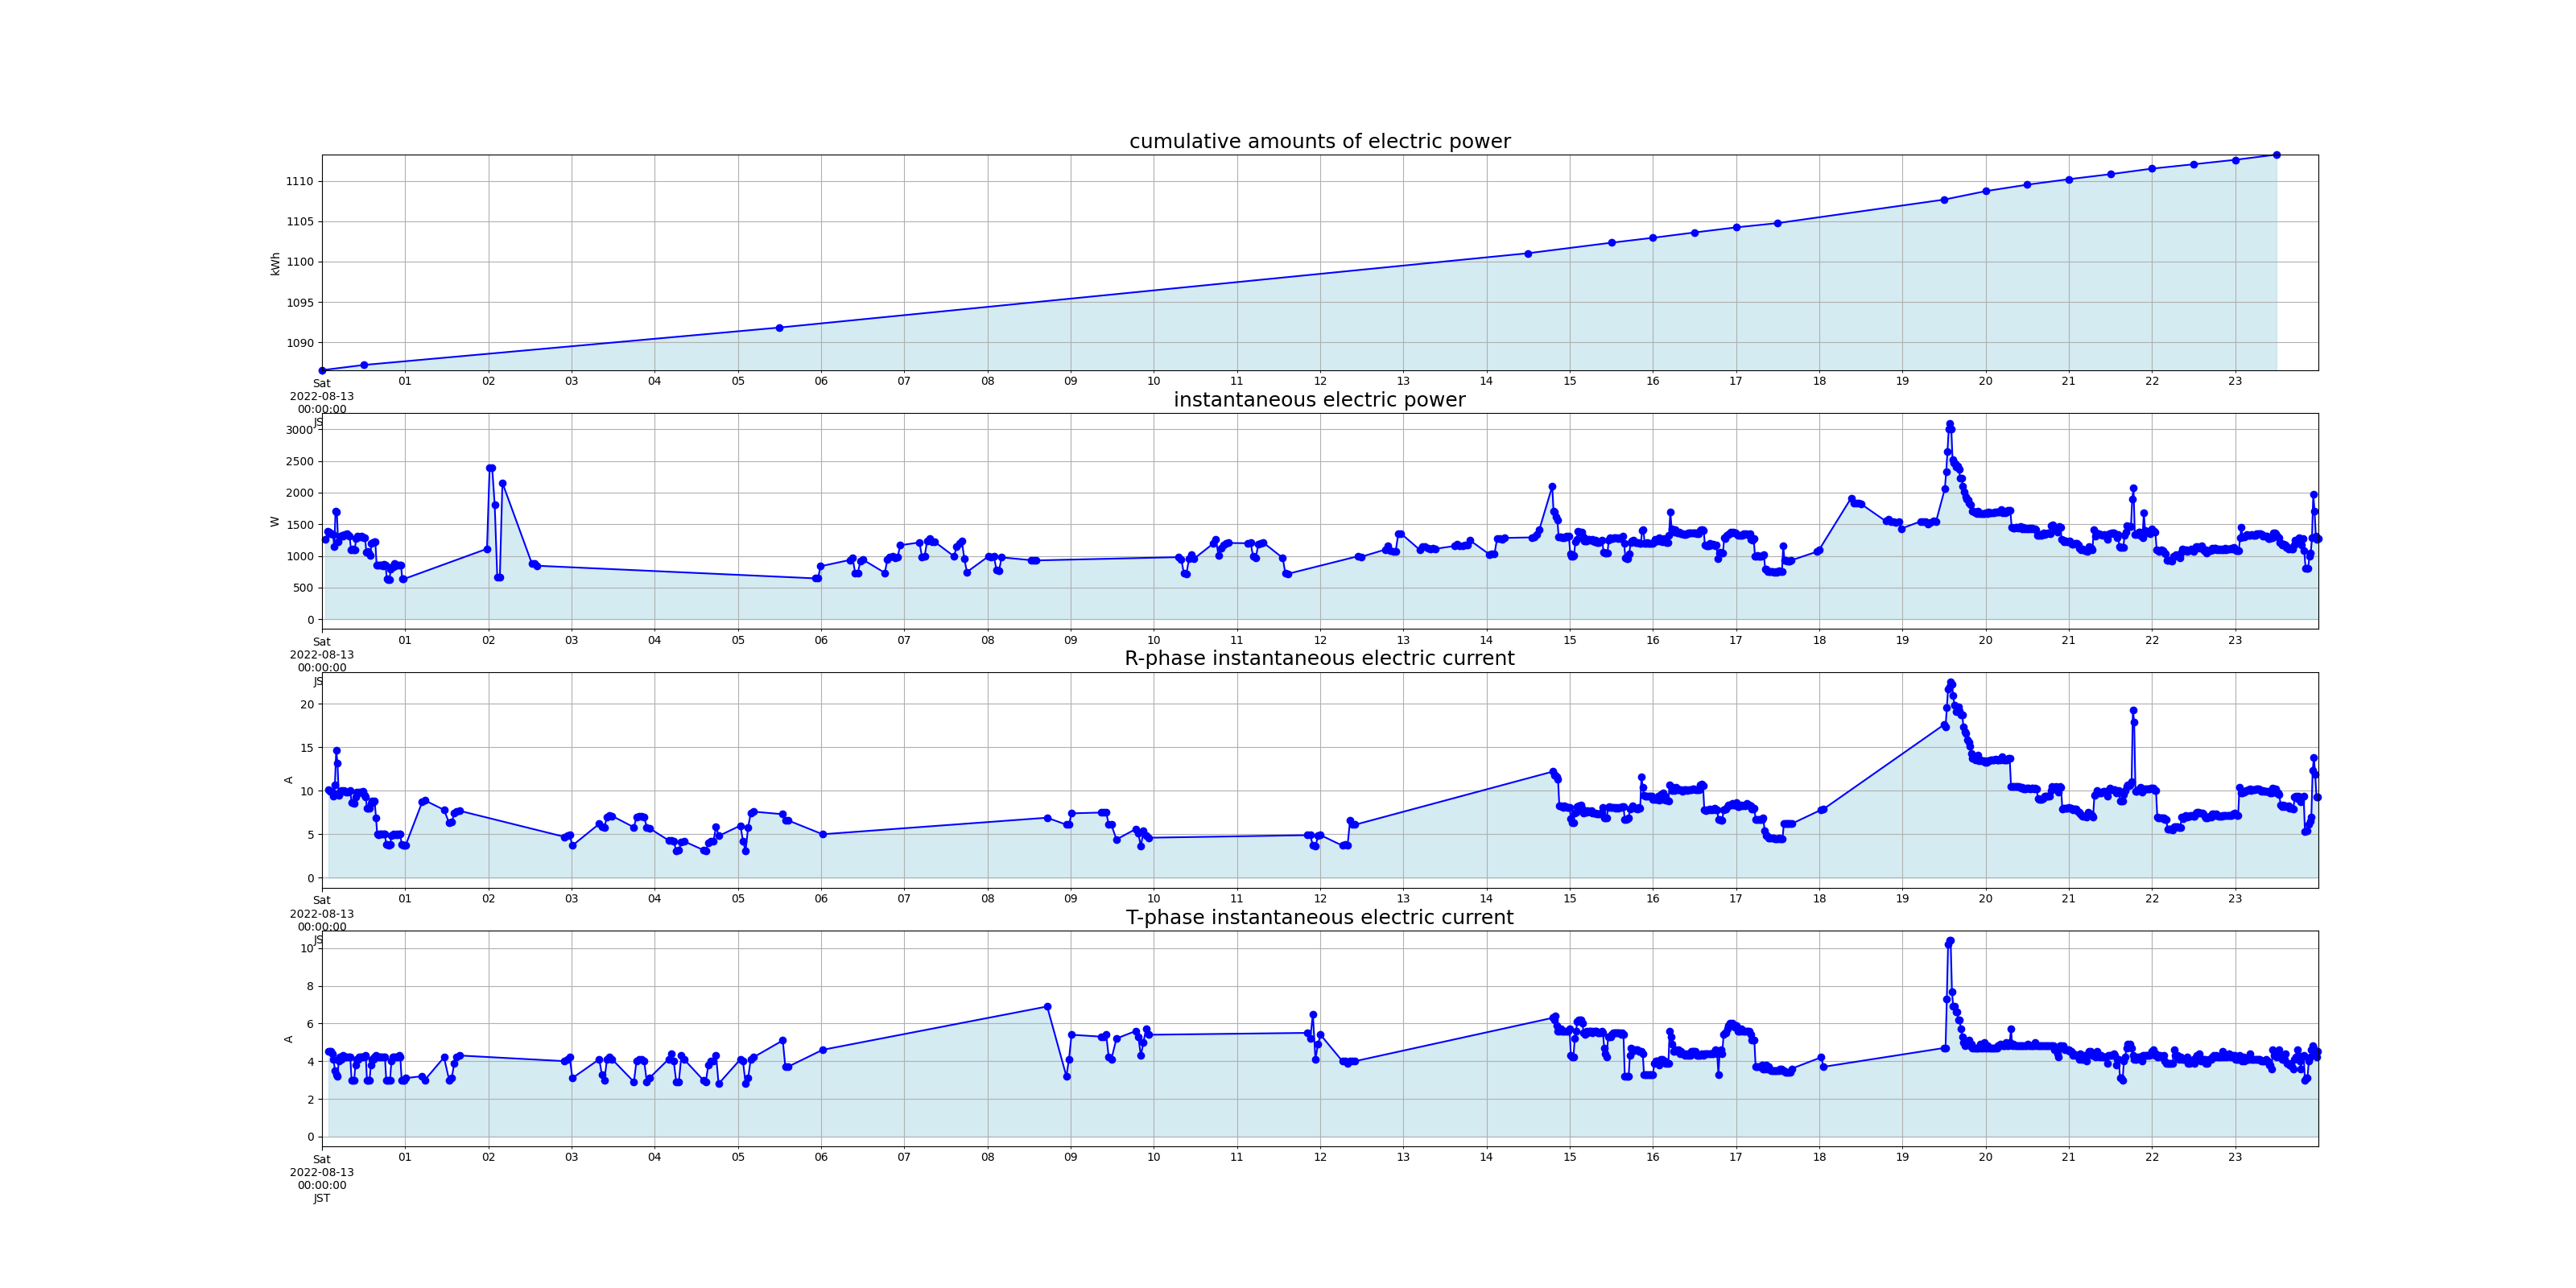 cumulative amounts of electric power
1110
1105
1100
1095
1090
kWh
01 02 03 04 05 06 07 08 09 10 11 12 13 14 15 16 17 18 19 20 21 22 23
Sat
2022-08-13
00:00:00
JS
instantaneous electric power
3000
2500
2000
1500
1000
500
0
W
01 02 03 04 05 06 07 08 09 10 11 12 13 14 15 16 17 18 19 20 21 22 23
Sat
2022-08-13
00:00:00
JS
R-phase instantaneous electric current
20
15
10
5
0
A
01 02 03 04 05 06 07 08 09 10 11 12 13 14 15 16 17 18 19 20 21 22 23
Sat
2022-08-13
00:00:00
JS
T-phase instantaneous electric current
10
8
6
4
2
0
A
01 02 03 04 05 06 07 08 09 10 11 12 13 14 15 16 17 18 19 20 21 22 23
Sat
2022-08-13
00:00:00
JST